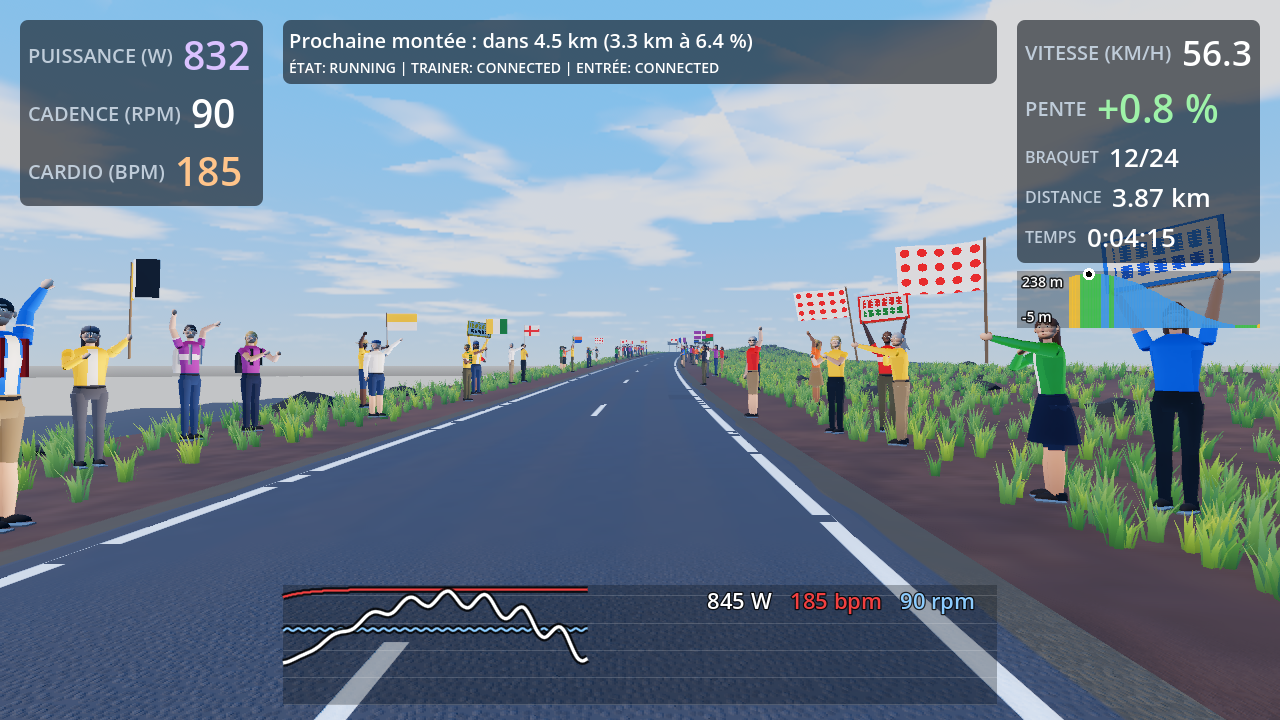 PUISSANCE (W) 832
CADENCE (RPM) 90
CARDIO (BPM) 185
Prochaine montée : dans 4.5 km (3.3 km à 6.4 %)
ÉTAT: RUNNING | TRAINER: CONNECTED | ENTRÉE: CONNECTED
VITESSE (KM/H) 56.3
PENTE +0.8 %
BRAQUET 12/24
DISTANCE 3.87 km
TEMPS 0:04:15
238 m
-5 m
845 W 185 bpm 90 rpm